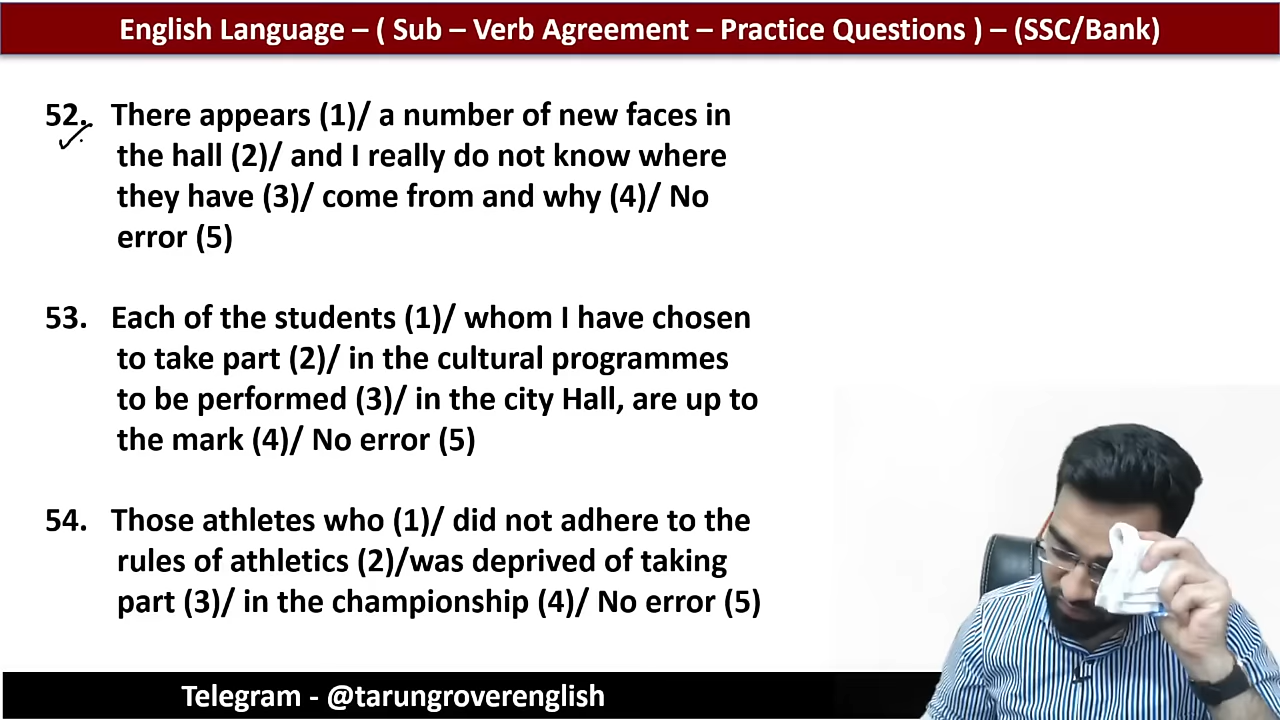 English Language – ( Sub – Verb Agreement – Practice Questions ) – (SSC/Bank)
52. There appears (1)/ a number of new faces in
the hall (2)/ and I really do not know where
they have (3)/ come from and why (4)/ No
error (5)
53. Each of the students (1)/ whom I have chosen
to take part (2)/ in the cultural programmes
to be performed (3)/ in the city Hall, are up to
the mark (4)/ No error (5)
54. Those athletes who (1)/ did not adhere to the
rules of athletics (2)/was deprived of taking
part (3)/ in the championship (4)/ No error (5)
Telegram - @tarungroverenglish